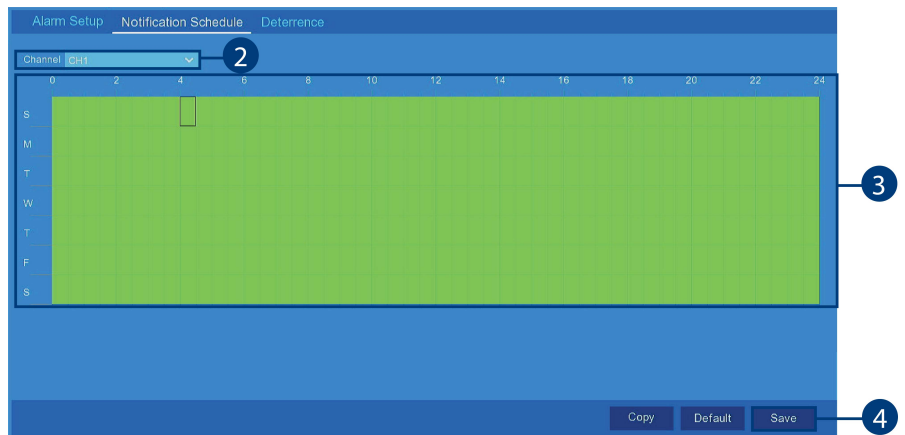 Alarm Setup Notification Schedule Deterrence
Channel CH1 2
0 2 4 6 8 10 12 14 16 18 20 22 24
S
M
T
W
T
F
S
3
Copy Default Save 4